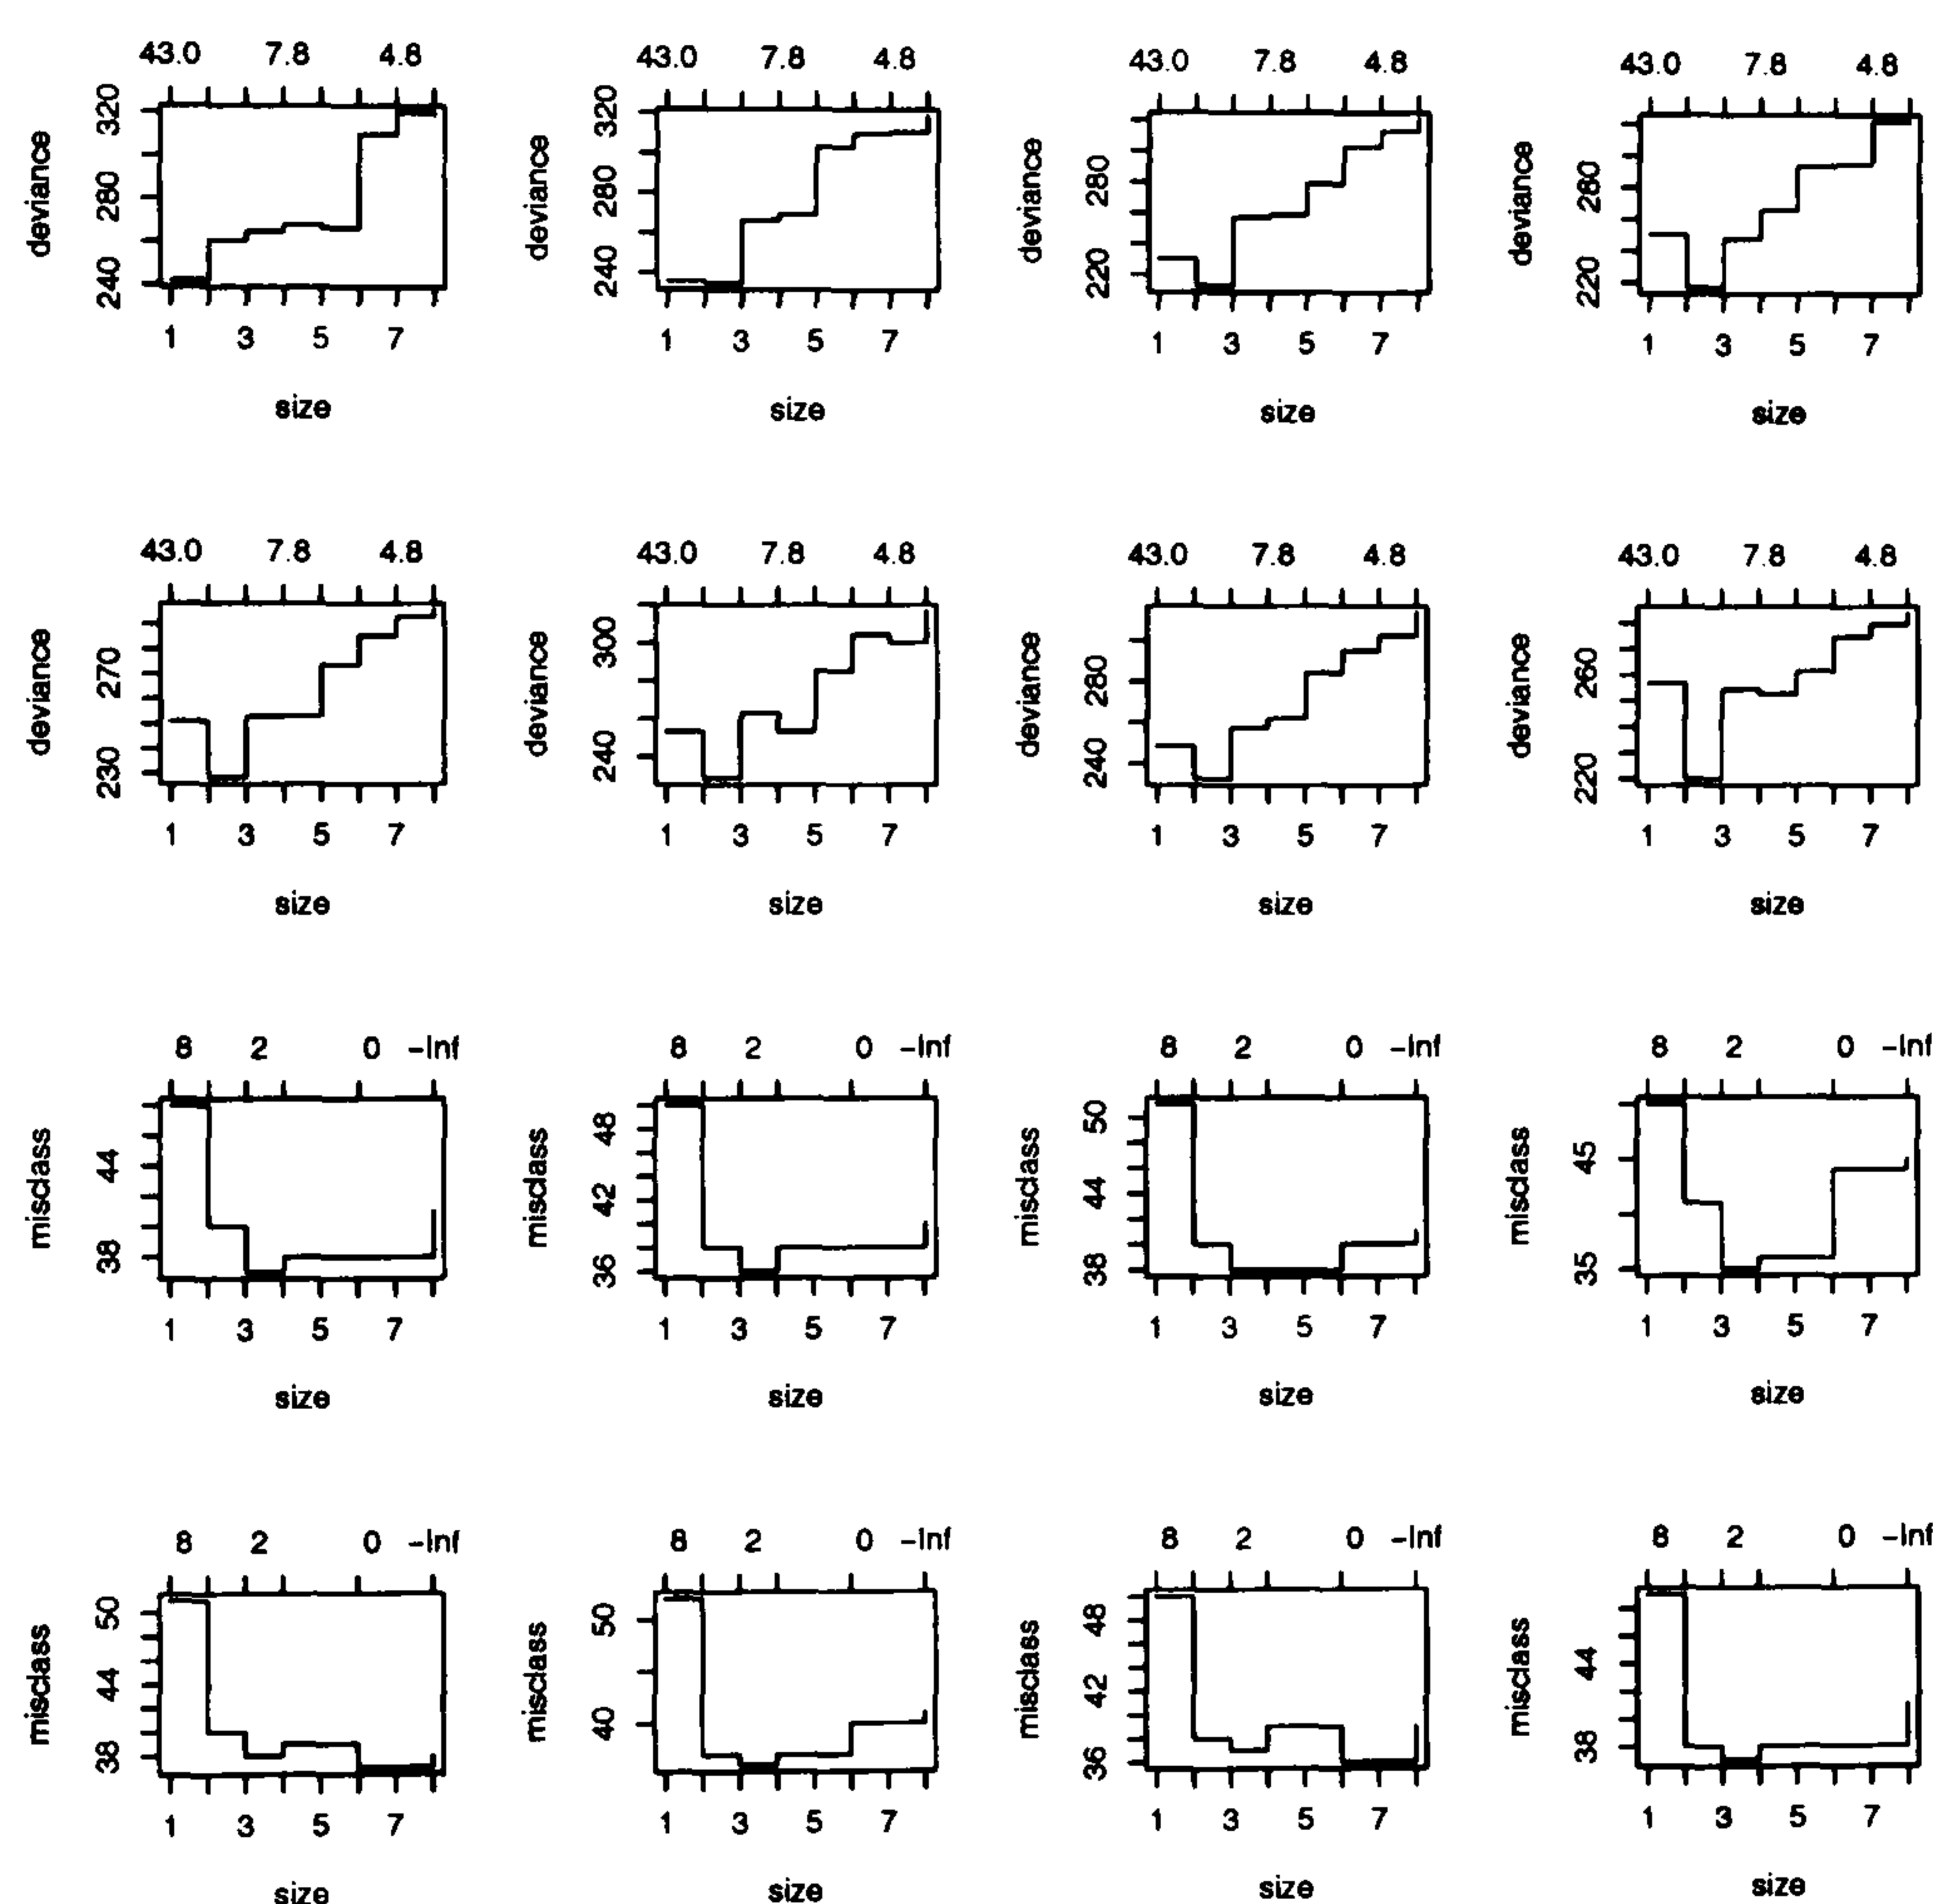 43.0 7.8 4.8 43.0 7.8 4.8 43.0 7.8 4.8 43.0 7.8 4.8
deviance 240 280 320 deviance 240 280 320 deviance 220 280 deviance 220 280
1 3 5 7 1 3 5 7 1 3 5 7 1 3 5 7
size size size size
43.0 7.8 4.8 43.0 7.8 4.8 43.0 7.8 4.8 43.0 7.8 4.8
deviance 230 270 deviance 240 300 deviance 240 280 deviance 220 260
1 3 5 7 1 3 5 7 1 3 5 7 1 3 5 7
size size size size
8 2 0 -Inf 8 2 0 -Inf 8 2 0 -Inf 8 2 0 -Inf
misclass 38 44 misclass 36 42 48 misclass 38 44 50 misclass 35 45
1 3 5 7 1 3 5 7 1 3 5 7 1 3 5 7
size size size size
8 2 0 -Inf 8 2 0 -Inf 8 2 0 -Inf 8 2 0 -Inf
misclass 38 44 50 misclass 40 50 misclass 36 42 48 misclass 38 44
1 3 5 7 1 3 5 7 1 3 5 7 1 3 5 7
size size size size